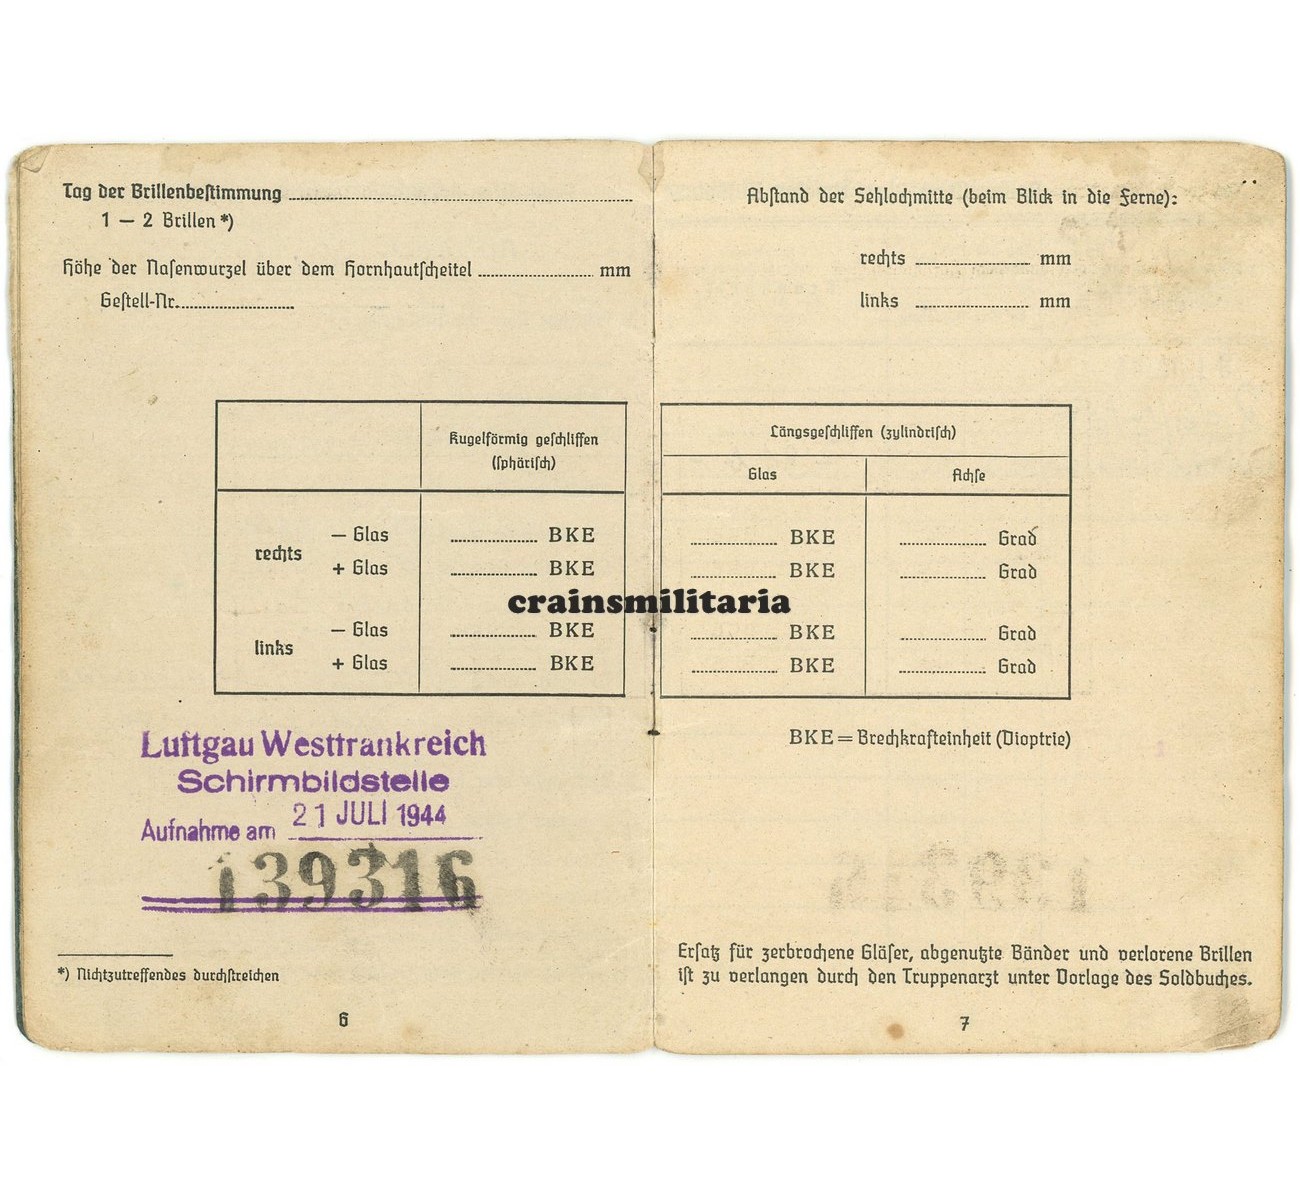 Tag der Brillenbestimmung
1 — 2 Brillen *)
Höhe der Nasenwurzel über dem Hornhautscheitel mm
Gestell-Nr.
Kugelförmig geschliffen
(sphärisch)
rechts
— Glas BKE
+ Glas BKE
links
— Glas BKE
+ Glas BKE
Luftgau Westfrankreich
Schirmbildstelle
Aufnahme am 21 JULI 1944
139316
*) Nichtzutreffendes durchstreichen
6
Abstand der Sehlochmitte (beim Blick in die Ferne):
rechts mm
links mm
Längsgeschliffen (zylindrisch)
Glas Achse
BKE Grad
BKE Grad
BKE Grad
BKE Grad
BKE = Brechkrafteinheit (Dioptrie)
Ersatz für zerbrochene Gläser, abgenutzte Bänder und verlorene Brillen
ist zu verlangen durch den Truppenarzt unter Vorlage des Soldbuches.
7
crainsmilitaria